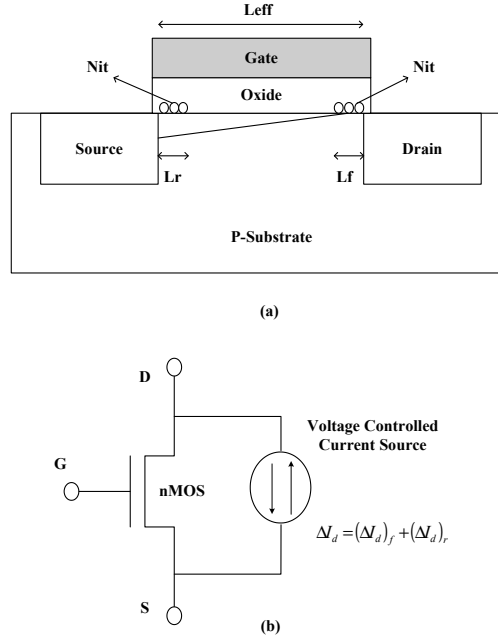 Leff
Gate
Nit
Nit
Oxide
Source
Drain
Lr
Lf
P-Substrate
(a)
D
Voltage Controlled
Current Source
G
nMOS
ΔI_d = (ΔI_d)_f + (ΔI_d)_r
S
(b)